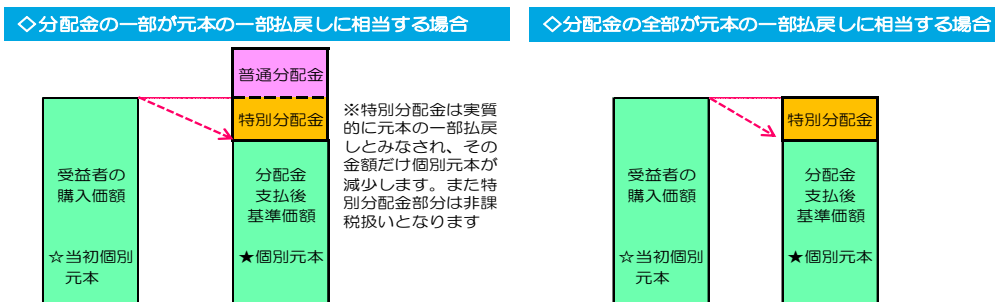 ◇分配金の一部が元本の一部払戻しに相当する場合
普通分配金
特別分配金
受益者の
購入価額
☆当初個別
元本
分配金
支払後
基準価額
★個別元本
※特別分配金は実質
的に元本の一部払戻
しとみなされ、その
金額だけ個別元本が
減少します。また特
別分配金部分は非課
税扱いとなります
◇分配金の全部が元本の一部払戻しに相当する場合
特別分配金
受益者の
購入価額
☆当初個別
元本
分配金
支払後
基準価額
★個別元本